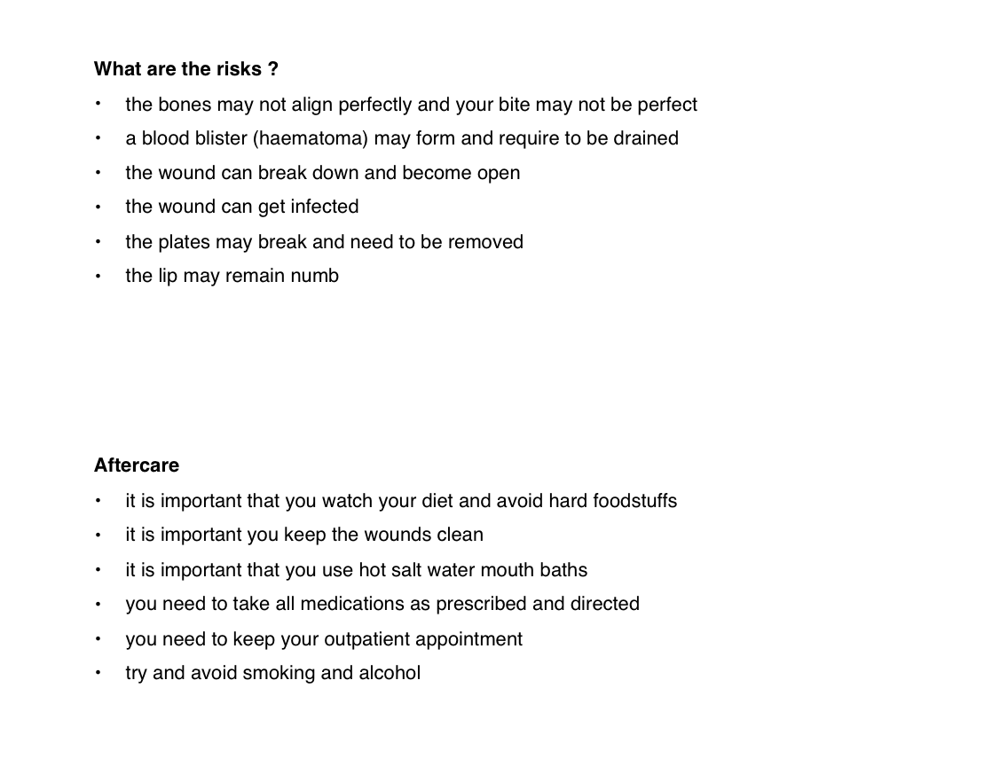 What are the risks ?
• the bones may not align perfectly and your bite may not be perfect
• a blood blister (haematoma) may form and require to be drained
• the wound can break down and become open
• the wound can get infected
• the plates may break and need to be removed
• the lip may remain numb
Aftercare
• it is important that you watch your diet and avoid hard foodstuffs
• it is important you keep the wounds clean
• it is important that you use hot salt water mouth baths
• you need to take all medications as prescribed and directed
• you need to keep your outpatient appointment
• try and avoid smoking and alcohol